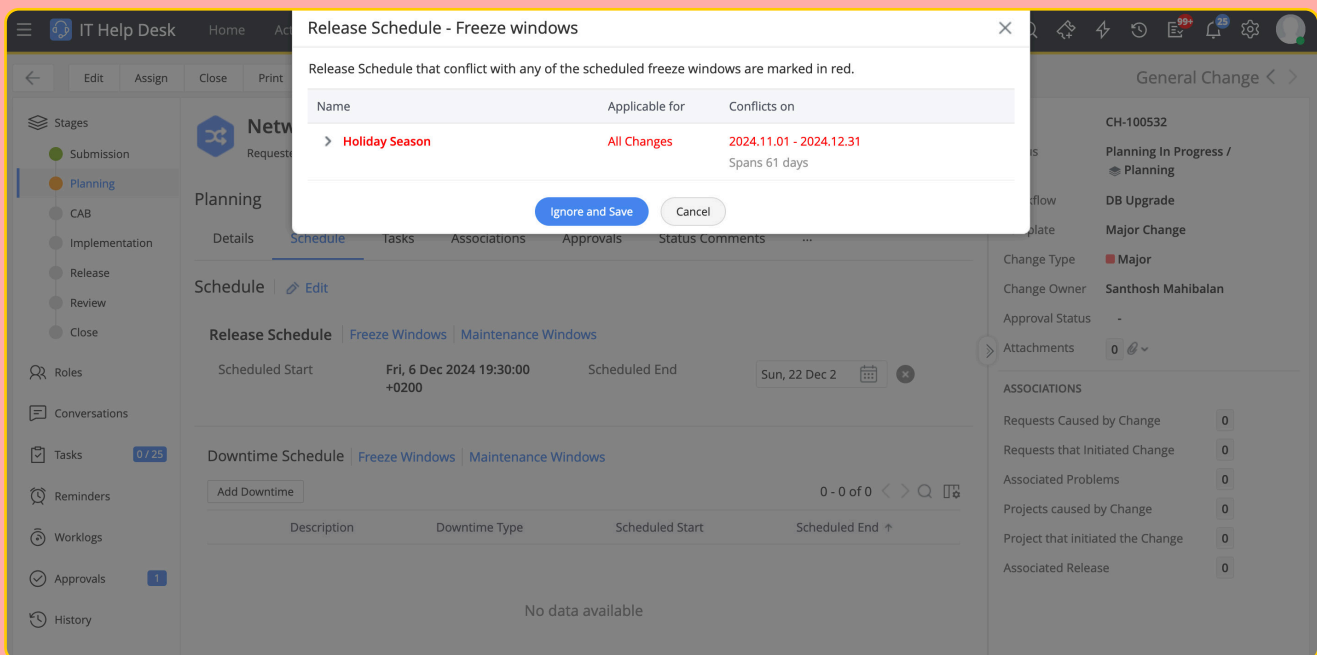 IT Help Desk
Home
Release Schedule - Freeze windows
99+
25
Edit
Assign
Close
Print
General Change
Release Schedule that conflict with any of the scheduled freeze windows are marked in red.
Name
Applicable for
Conflicts on
Holiday Season
All Changes
2024.11.01 - 2024.12.31
Spans 61 days
Ignore and Save
Cancel
Stages
Submission
Planning
CAB
Implementation
Release
Review
Close
Roles
Conversations
Tasks
0 / 25
Reminders
Worklogs
Approvals
1
History
Planning
Details
Schedule
Tasks
Associations
Approvals
Status Comments
...
Schedule
Edit
Release Schedule
Freeze Windows
Maintenance Windows
Scheduled Start
Fri, 6 Dec 2024 19:30:00
+0200
Scheduled End
Sun, 22 Dec 2
Downtime Schedule
Freeze Windows
Maintenance Windows
Add Downtime
0 - 0 of 0
Description
Downtime Type
Scheduled Start
Scheduled End
No data available
CH-100532
Planning In Progress /
Planning
DB Upgrade
Major Change
Change Type
Major
Change Owner
Santhosh Mahibalan
Approval Status
-
Attachments
0
ASSOCIATIONS
Requests Caused by Change
0
Requests that Initiated Change
0
Associated Problems
0
Projects caused by Change
0
Project that initiated the Change
0
Associated Release
0